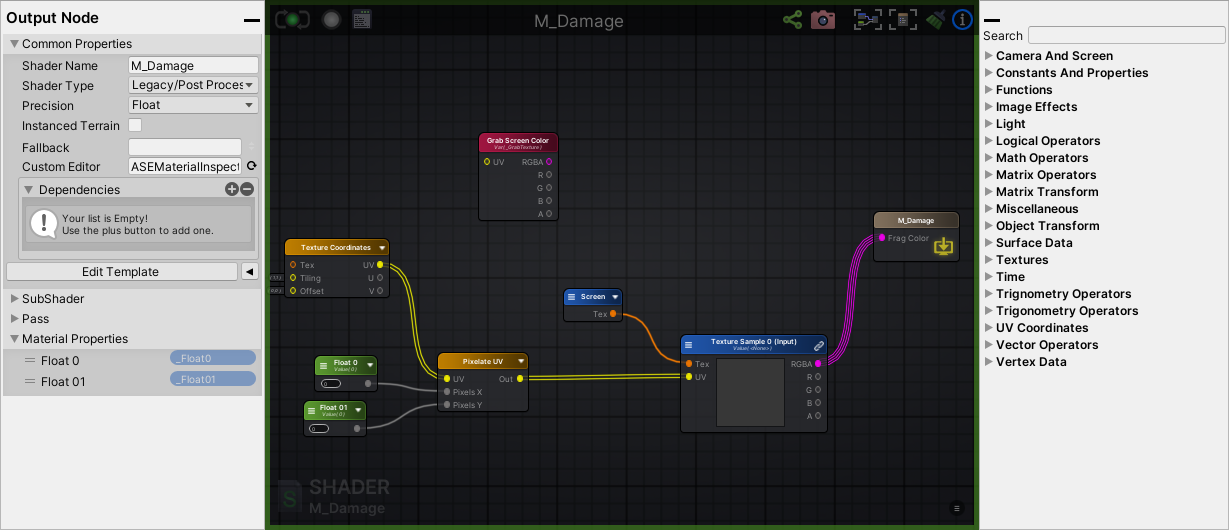 Output Node
Common Properties
Shader Name M_Damage
Shader Type Legacy/Post Proces
Precision Float
Instanced Terrain
Fallback
Custom Editor ASEMaterialInspect
Dependencies
Your list is Empty!
Use the plus button to add one.
Edit Template
SubShader
Pass
Material Properties
Float 0 _Float0
Float 01 _Float01
M_Damage
Grab Screen Color
Var( _GrabTexture )
UV RGBA
R
G
B
A
Texture Coordinates
Tex UV
Tiling U
Offset V
Float 0
Value( 0 )
0
Float 01
Value( 0 )
0
Pixelate UV
UV Out
Pixels X
Pixels Y
Screen
Tex
Texture Sample 0 (Input)
Value( <None> )
Tex RGBA
UV R
G
B
A
M_Damage
Frag Color
S SHADER
M_Damage
Search
Camera And Screen
Constants And Properties
Functions
Image Effects
Light
Logical Operators
Math Operators
Matrix Operators
Matrix Transform
Miscellaneous
Object Transform
Surface Data
Textures
Time
Trignometry Operators
Trigonometry Operators
UV Coordinates
Vector Operators
Vertex Data